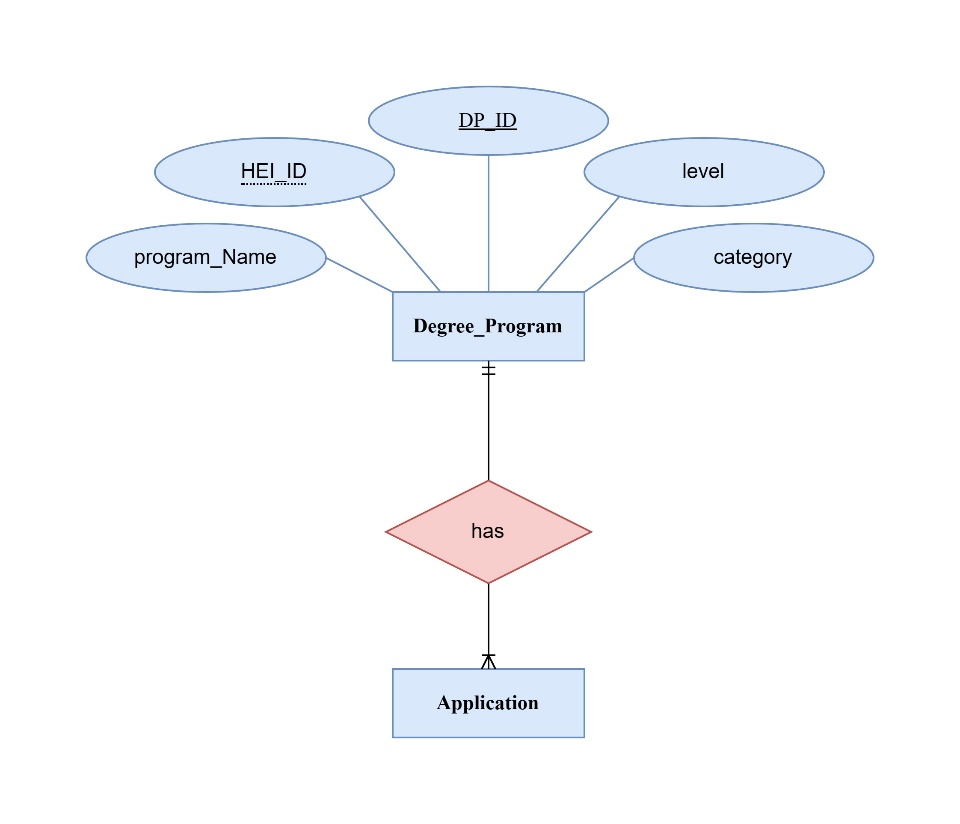 DP_ID
HEI_ID
level
program_Name
category
Degree_Program
has
Application